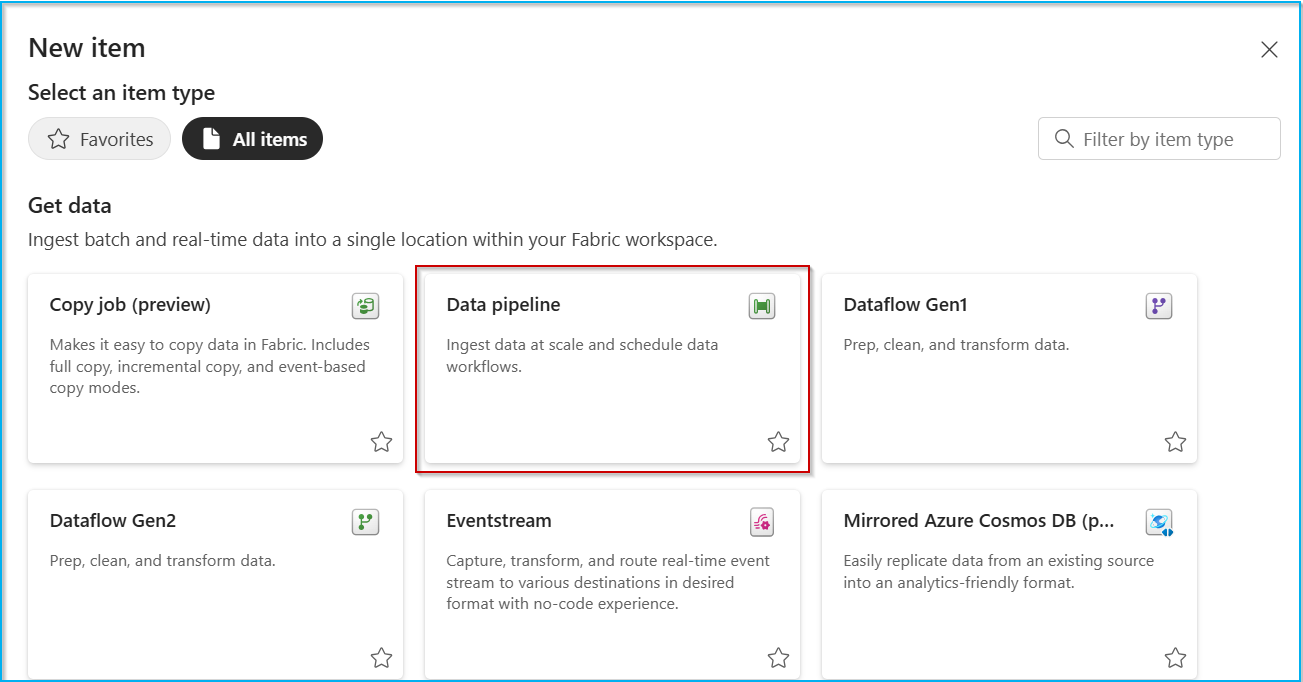 New item
Select an item type
Favorites
All items
Filter by item type
Get data
Ingest batch and real-time data into a single location within your Fabric workspace.
Copy job (preview)
Makes it easy to copy data in Fabric. Includes
full copy, incremental copy, and event-based
copy modes.
Data pipeline
Ingest data at scale and schedule data
workflows.
Dataflow Gen1
Prep, clean, and transform data.
Dataflow Gen2
Prep, clean, and transform data.
Eventstream
Capture, transform, and route real-time event
stream to various destinations in desired
format with no-code experience.
Mirrored Azure Cosmos DB (p...
Easily replicate data from an existing source
into an analytics-friendly format.